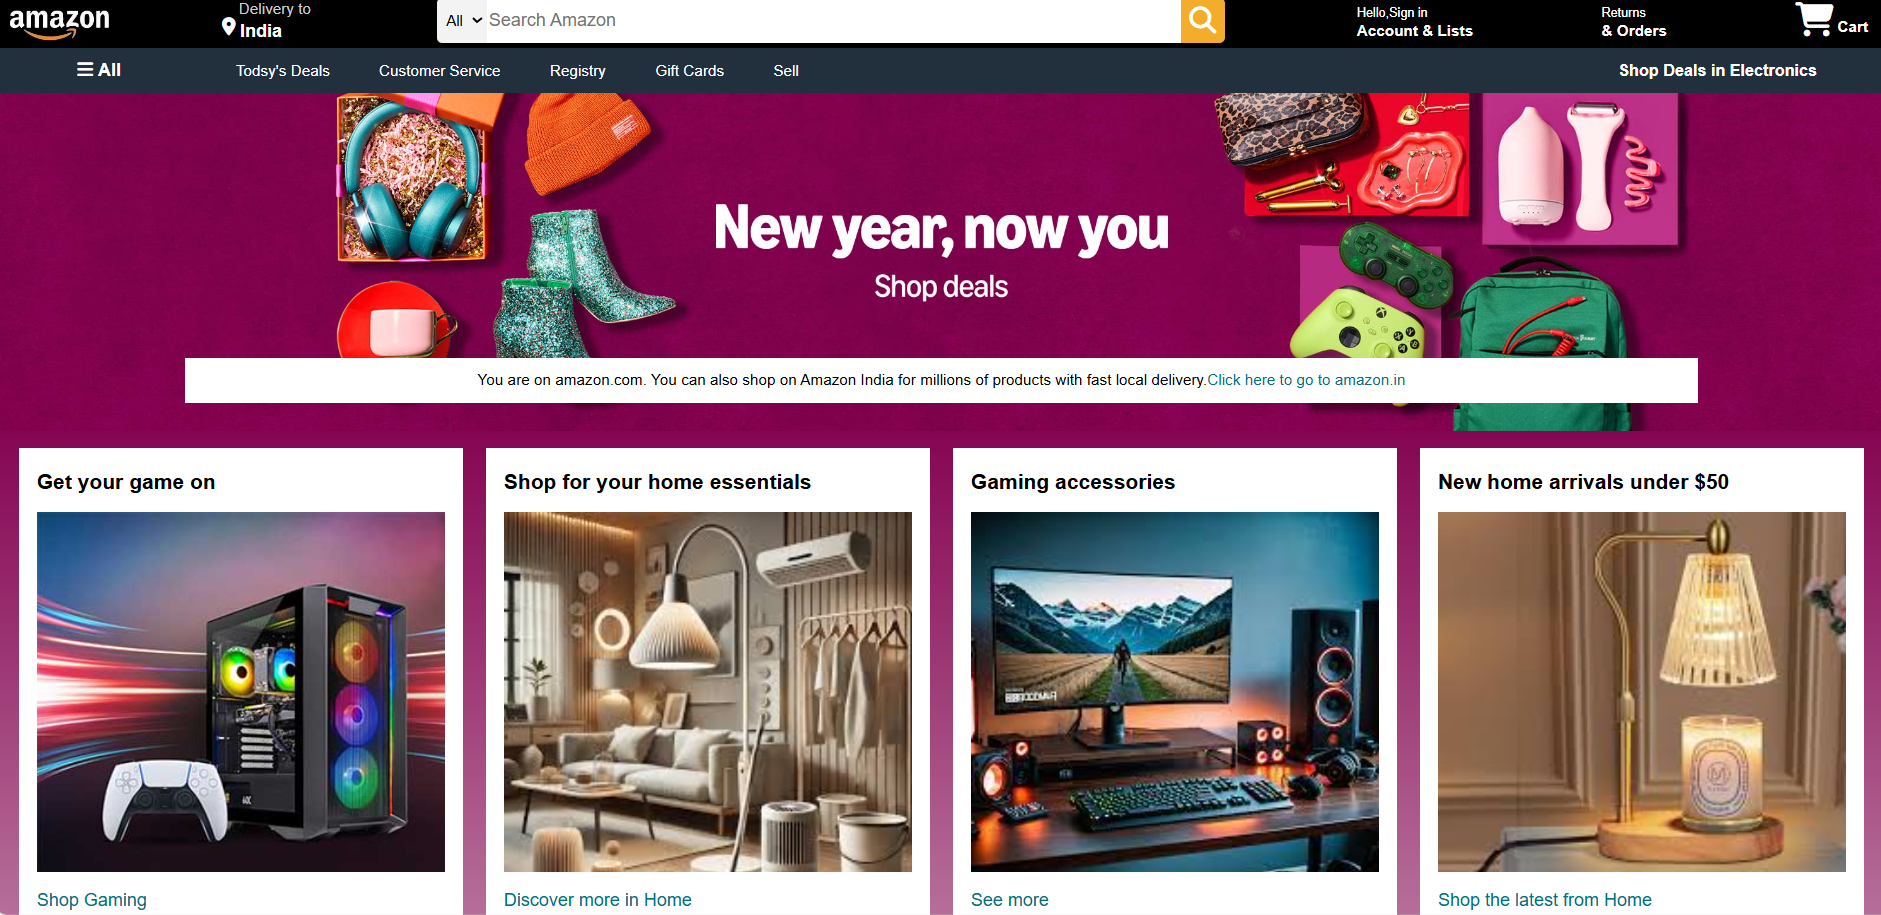 amazon
Delivery to
India
All
Search Amazon
Hello,Sign in
Account & Lists
Returns
& Orders
Cart
All
Todsy's Deals
Customer Service
Registry
Gift Cards
Sell
Shop Deals in Electronics
New year, now you
Shop deals
You are on amazon.com. You can also shop on Amazon India for millions of products with fast local delivery.Click here to go to amazon.in
Get your game on
Shop for your home essentials
Gaming accessories
New home arrivals under $50
Shop Gaming
Discover more in Home
See more
Shop the latest from Home